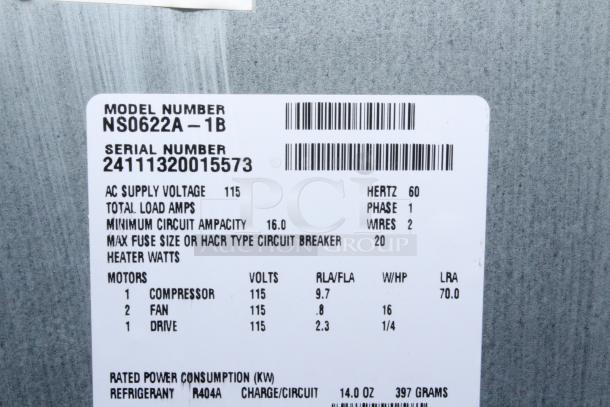 MODEL NUMBER
NS0622A-1B
SERIAL NUMBER
24111320015573
AC SUPPLY VOLTAGE 115 HERTZ 60
TOTAL LOAD AMPS PHASE 1
MINIMUM CIRCUIT AMPACITY 16.0 WIRES 2
MAX FUSE SIZE OR HACR TYPE CIRCUIT BREAKER 20
HEATER WATTS
MOTORS VOLTS RLA/FLA W/HP LRA
1 COMPRESSOR 115 9.7 70.0
2 FAN 115 .8 16
1 DRIVE 115 2.3 1/4
RATED POWER CONSUMPTION (KW)
REFRIGERANT R404A CHARGE/CIRCUIT 14.0 OZ 397 GRAMS
PCI
AUCTION GROUP